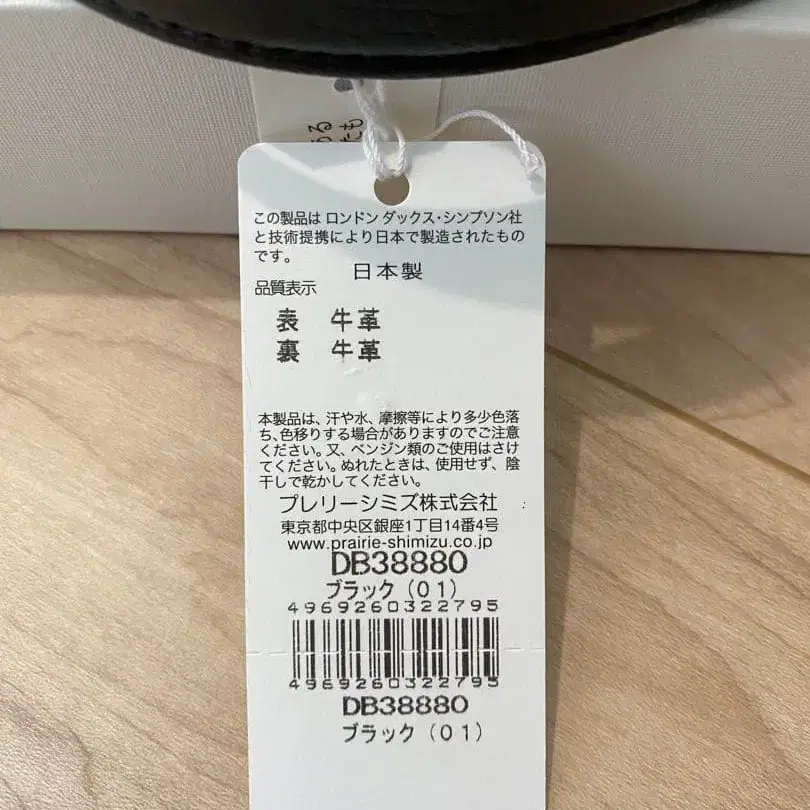 この製品は ロンドン ダックス・シンプソン社
と技術提携により日本で製造されたもの
です。
日本製
品質表示
表 牛革
裏 牛革
本製品は、汗や水、摩擦等により多少色落
ち、色移りする場合がありますのでご注意
ください。又、ベンジン類のご使用はさけ
てください。ぬれたときは、使用せず、陰
干しで乾かしてください。
プレリーシミズ株式会社
東京都中央区銀座1丁目14番4号
www.prairie-shimizu.co.jp
DB38880
ブラック(01)
4969260322795
4969260322795
DB38880
ブラック(01)